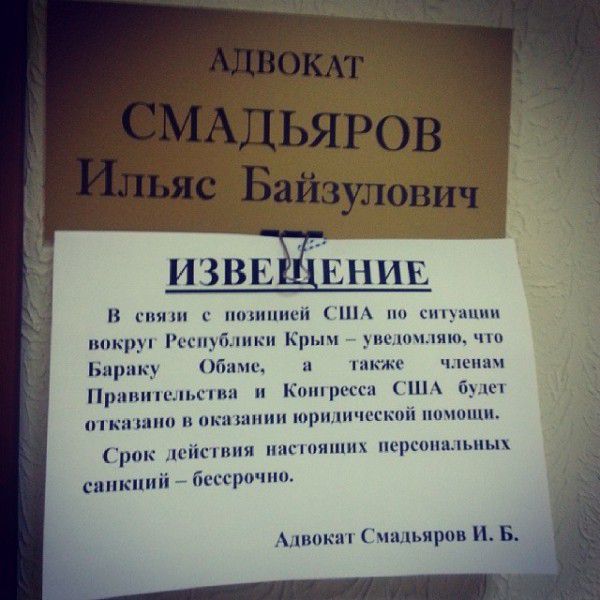 АДВОКАТ
СМАДЬЯРОВ
Ильяс Байзулович
ИЗВЕЩЕНИЕ
В связи с позицией США по ситуации
вокруг Республики Крым – уведомляю, что
Бараку Обаме, а также членам
Правительства и Конгресса США будет
отказано в оказании юридической помощи.
Срок действия настоящих персональных
санкций – бессрочно.
Адвокат Смадьяров И. Б.